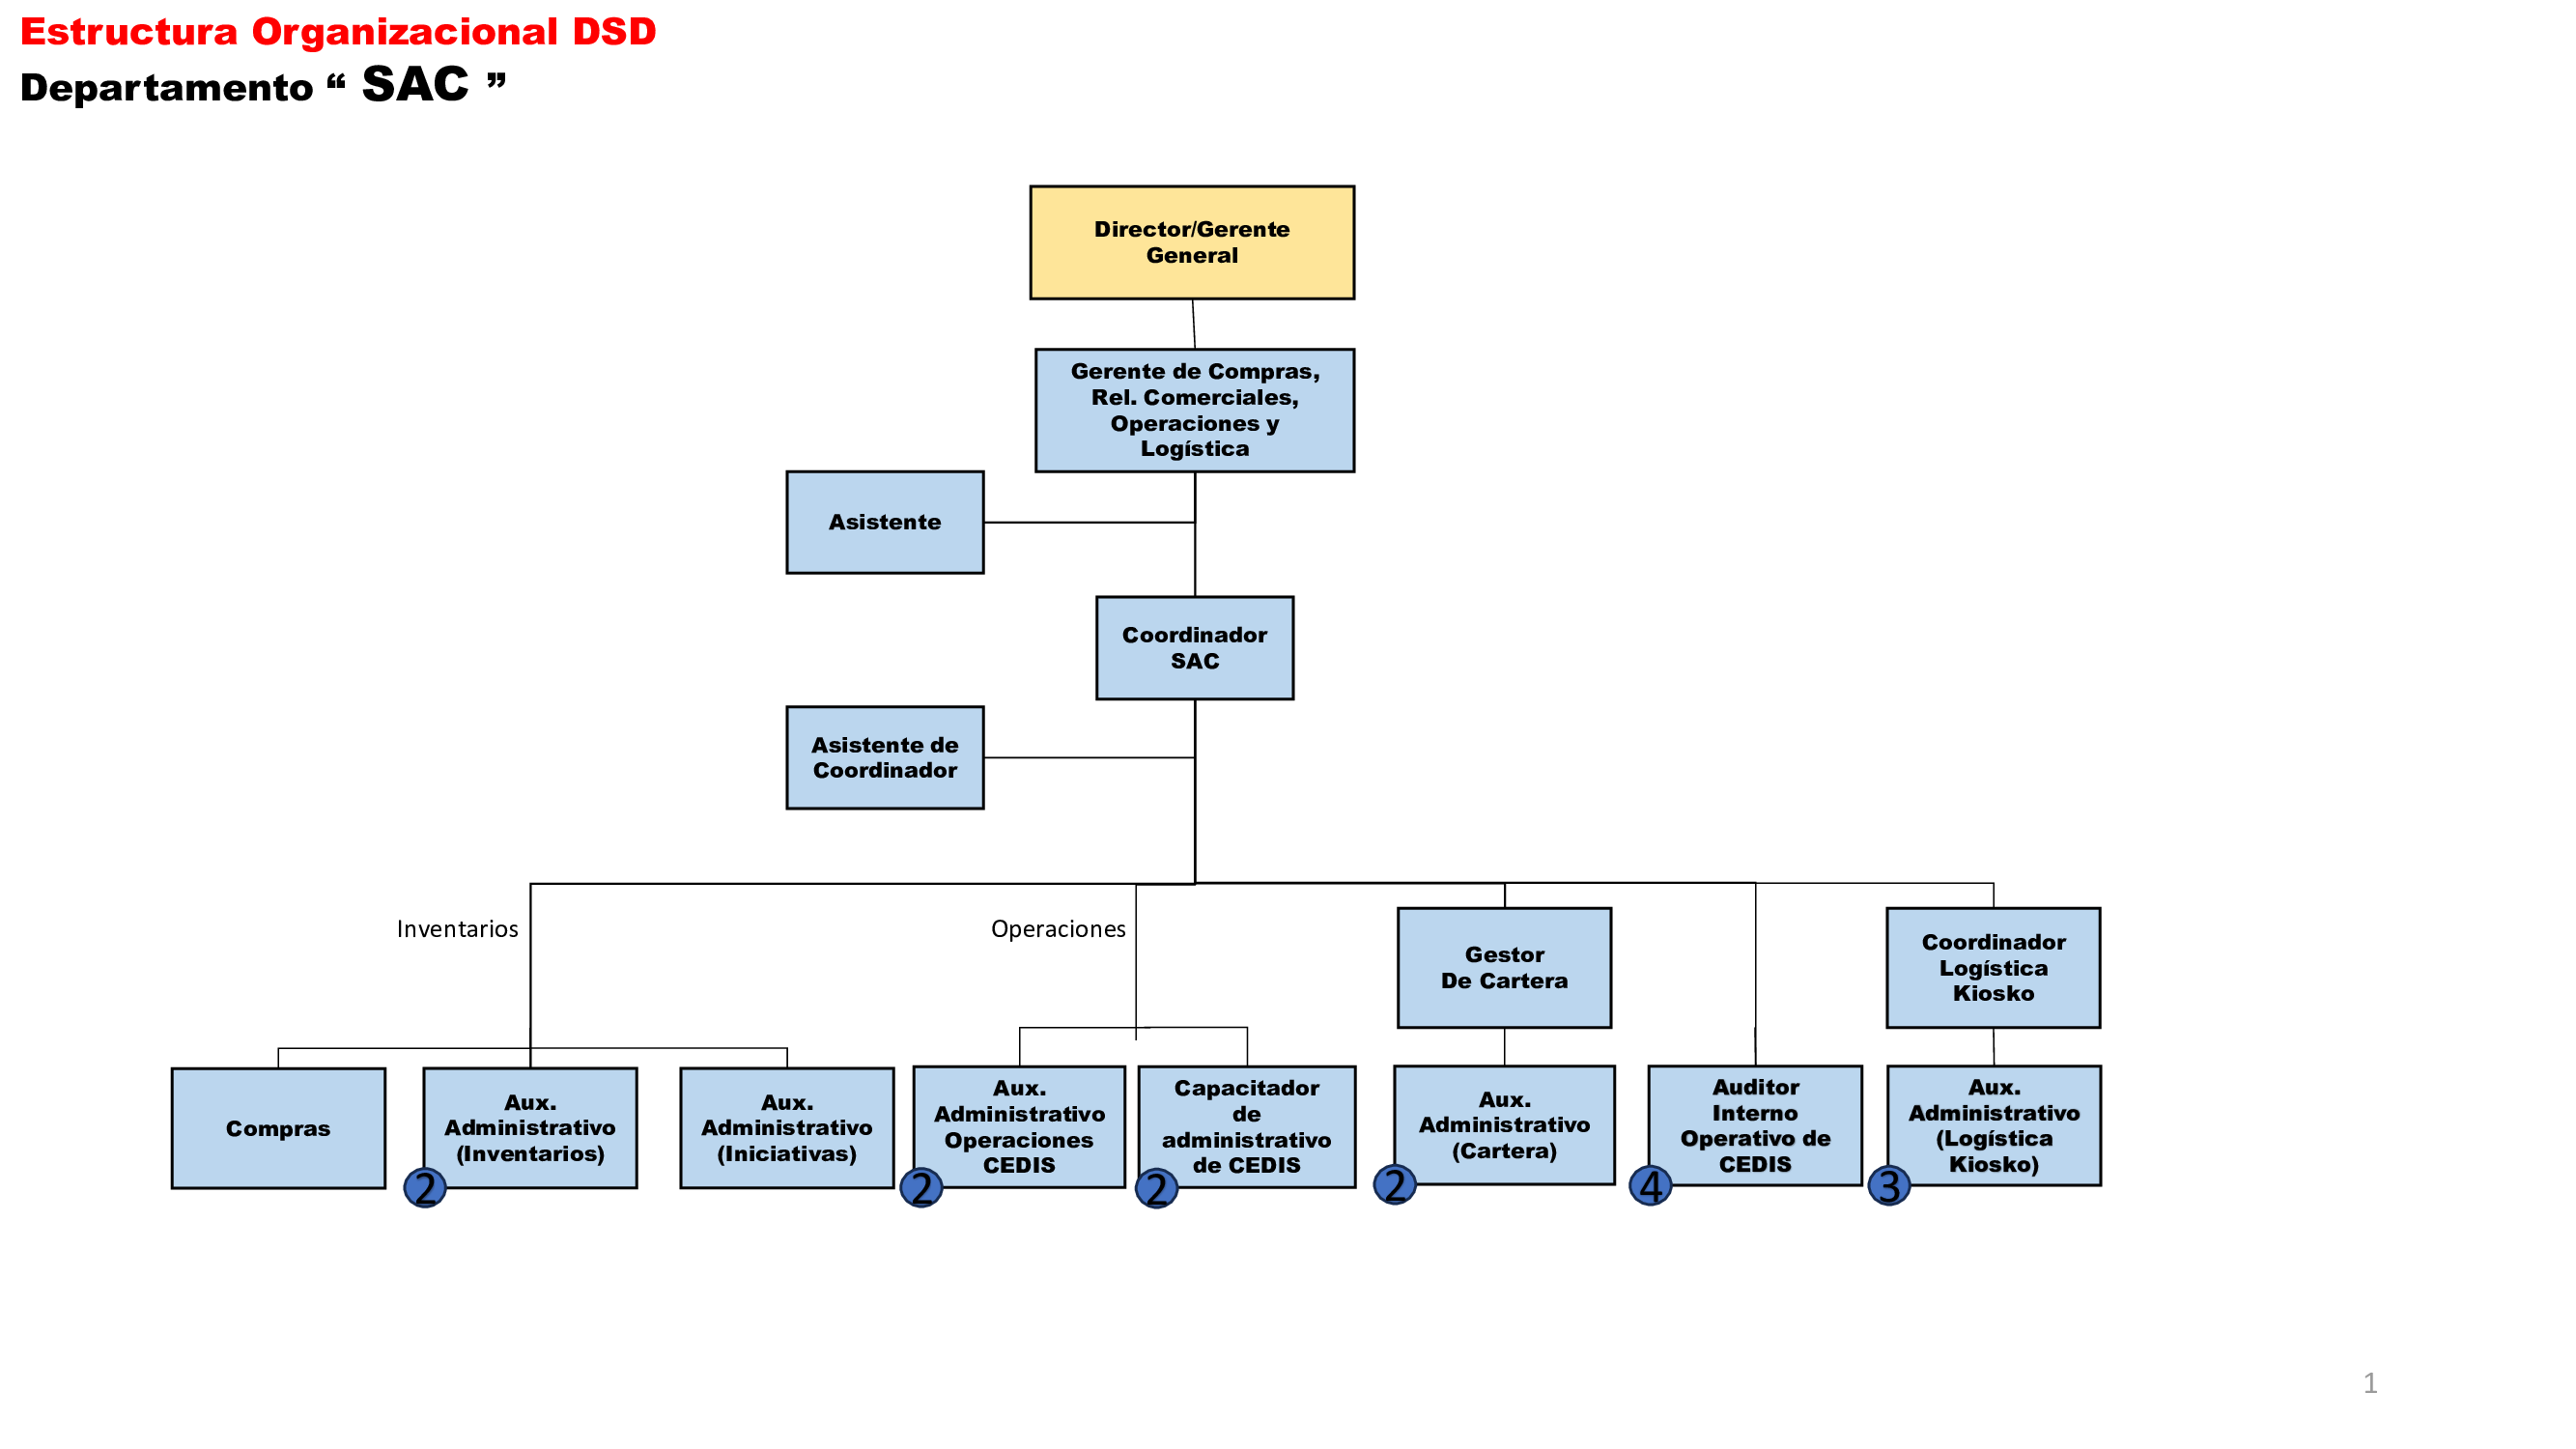 Estructura Organizacional DSD
Departamento “ SAC ”
Director/Gerente
General
Gerente de Compras,
Rel. Comerciales,
Operaciones y
Logística
Asistente
Coordinador
SAC
Asistente de
Coordinador
Inventarios
Operaciones
Gestor
De Cartera
Coordinador
Logística
Kiosko
Compras
Aux.
Administrativo
(Inventarios)
2
Aux.
Administrativo
(Iniciativas)
Aux.
Administrativo
Operaciones
CEDIS
2
Capacitador
de
administrativo
de CEDIS
2
Aux.
Administrativo
(Cartera)
2
Auditor
Interno
Operativo de
CEDIS
4
Aux.
Administrativo
(Logística
Kiosko)
3
1